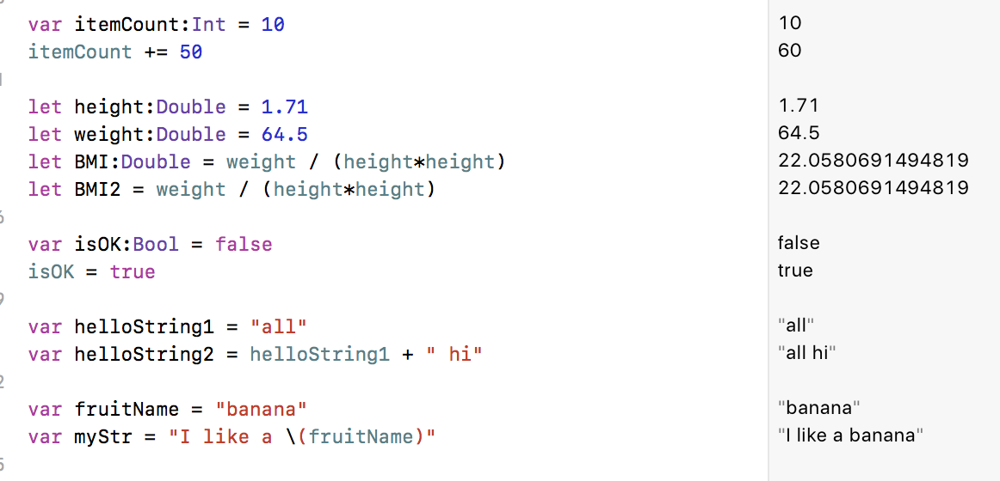 var itemCount:Int = 10 10
itemCount += 50 60
let height:Double = 1.71 1.71
let weight:Double = 64.5 64.5
let BMI:Double = weight / (height*height) 22.0580691494819
let BMI2 = weight / (height*height) 22.0580691494819
var isOK:Bool = false false
isOK = true true
var helloString1 = "all" "all"
var helloString2 = helloString1 + " hi" "all hi"
var fruitName = "banana" "banana"
var myStr = "I like a \(fruitName)" "I like a banana"